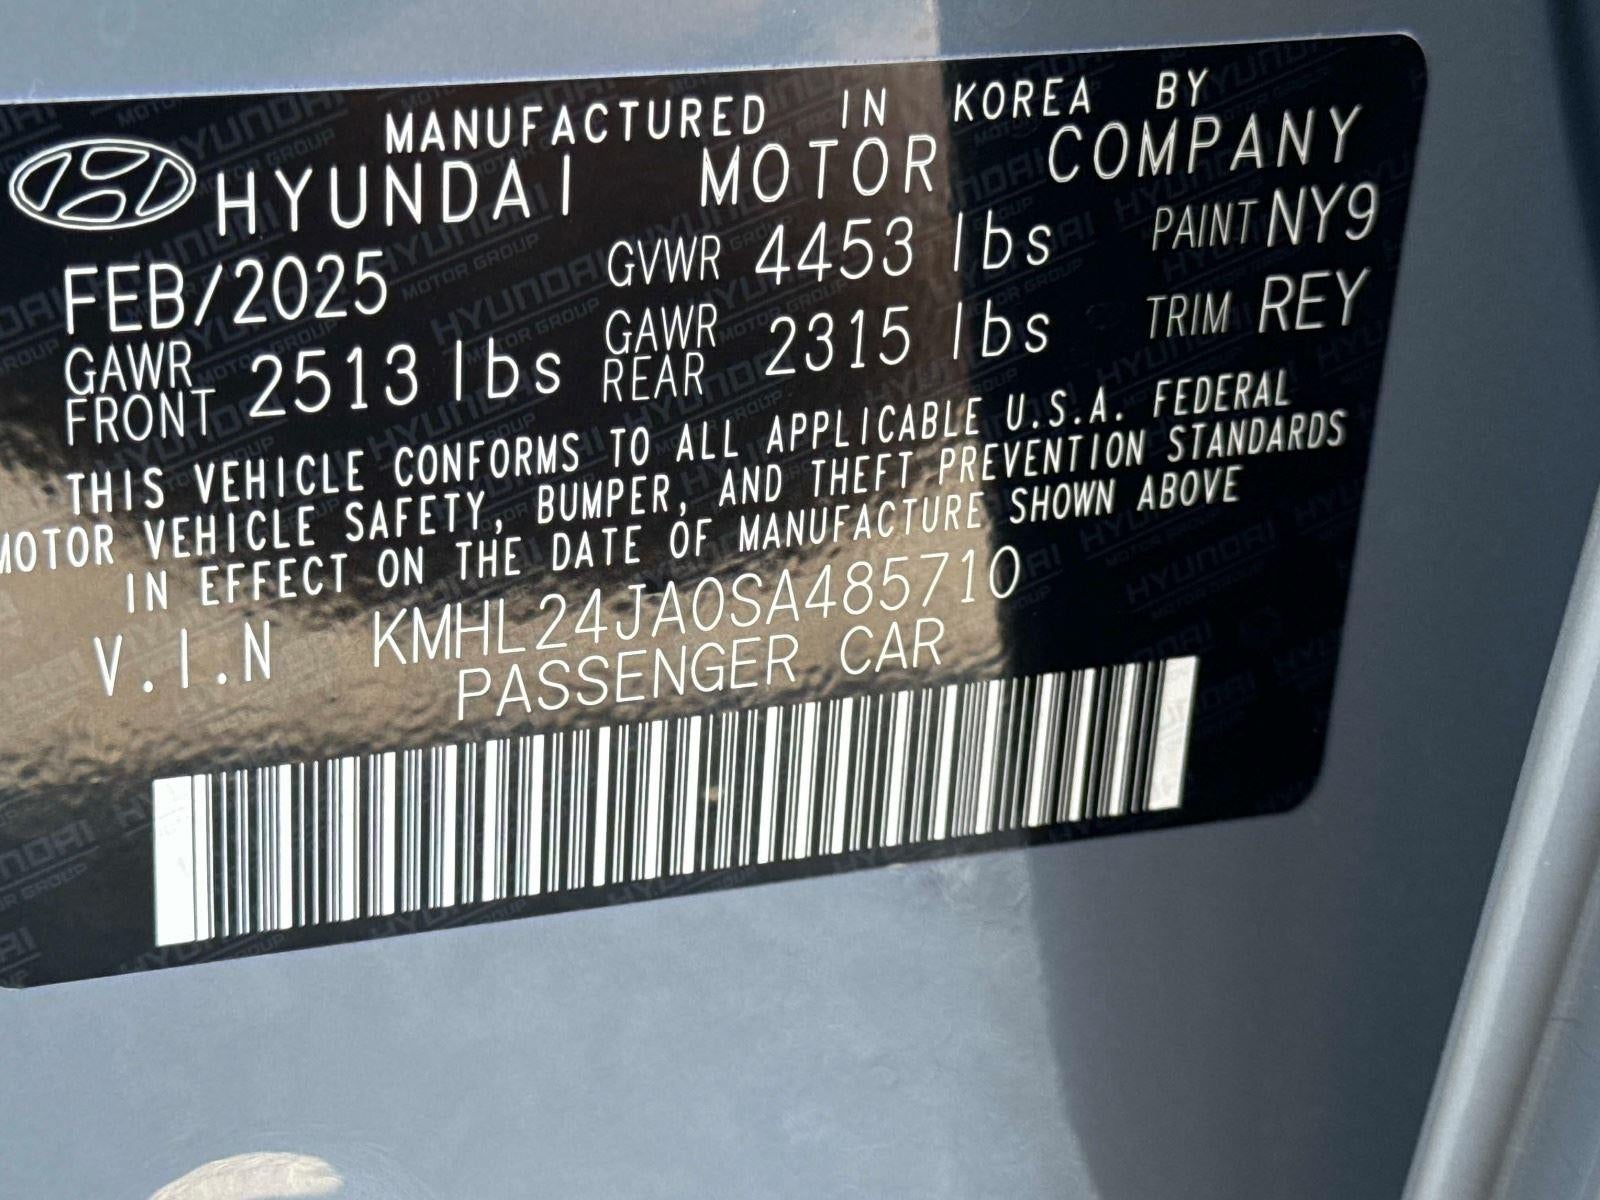 MANUFACTURED IN KOREA BY
HYUNDAI MOTOR COMPANY
FEB/2025 GVWR 4453 lbs PAINT NY9
GAWR FRONT 2513 lbs GAWR REAR 2315 lbs TRIM REY
THIS VEHICLE CONFORMS TO ALL APPLICABLE U.S.A. FEDERAL
MOTOR VEHICLE SAFETY, BUMPER, AND THEFT PREVENTION STANDARDS
IN EFFECT ON THE DATE OF MANUFACTURE SHOWN ABOVE
V.I.N KMHL24JA0SA485710
PASSENGER CAR